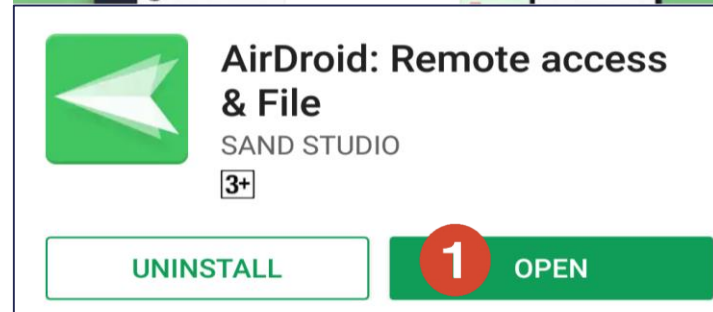 AirDroid: Remote access
& File
SAND STUDIO
3+
UNINSTALL
1 OPEN